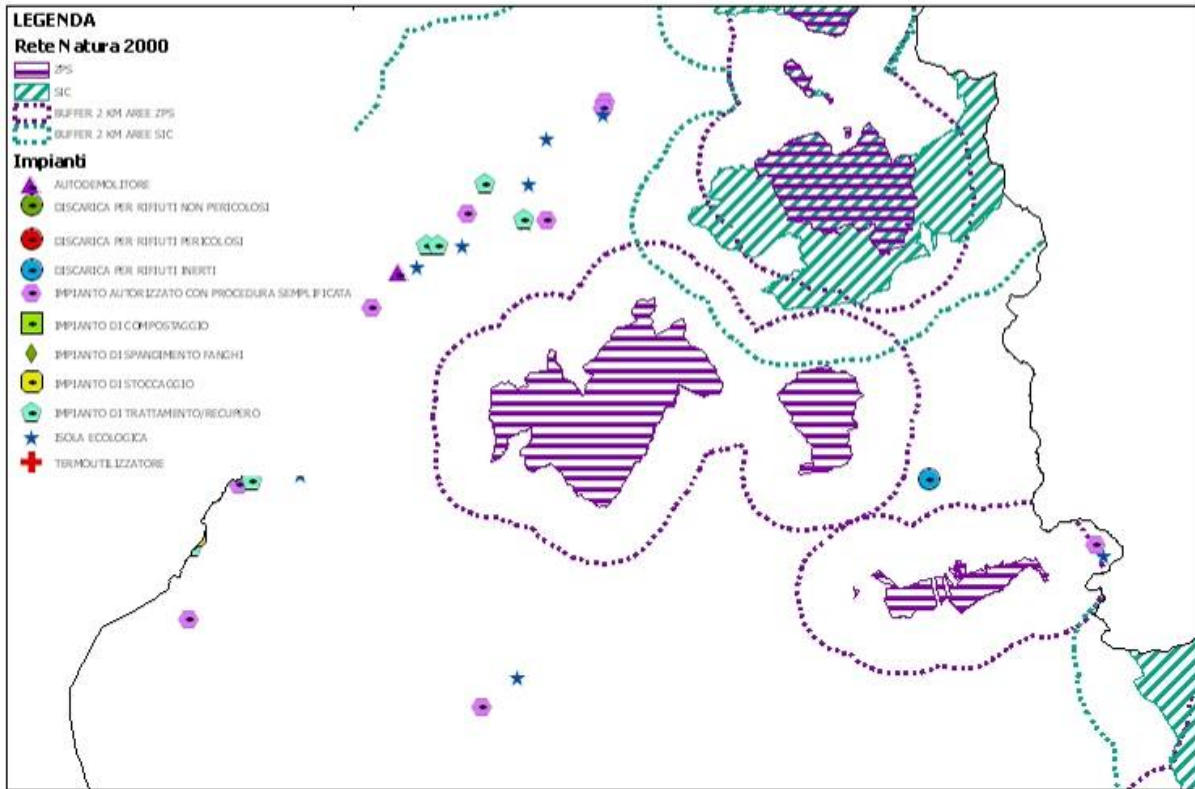 LEGENDA
Rete Natura 2000
ZPS
SIC
BUFFER 2 KM AREE ZPS
BUFFER 2 KM AREE SIC
Impianti
AUTODEMOLITORE
DISCARICA PER RIFIUTI NON PERICOLOSI
DISCARICA PER RIFIUTI PERICOLOSI
DISCARICA PER RIFIUTI INERTI
IMPIANTO AUTORIZZATO CON PROCEDURA SEMPLIFICATA
IMPIANTO DI COMPOSTAGGIO
IMPIANTO DI SPANDIMENTO FANGHI
IMPIANTO DI STOCCAGGIO
IMPIANTO DI TRATTAMENTO/RECUPERO
ISOLA ECOLOGICA
TERMOUTILIZZATORE